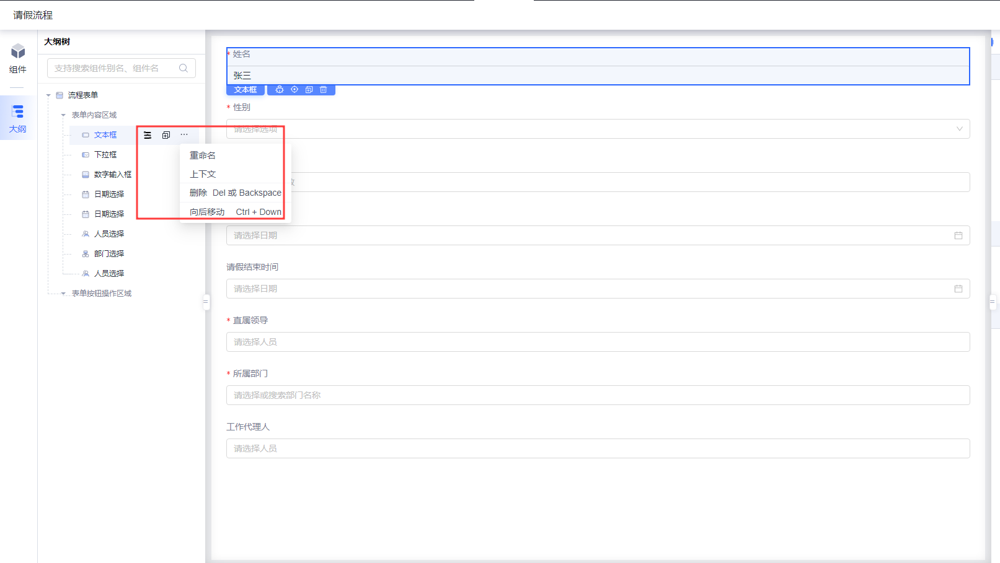 请假流程
组件
大纲
大纲树
支持搜索组件别名、组件名
流程表单
表单内容区域
文本框
下拉框
数字输入框
日期选择
日期选择
人员选择
部门选择
人员选择
表单按钮操作区域
重命名
上下文
删除 Del 或 Backspace
向后移动 Ctrl + Down
* 姓名
张三
文本框
* 性别
请选择选项
请选择日期
请假结束时间
请选择日期
* 直属领导
请选择人员
* 所属部门
请选择或搜索部门名称
工作代理人
请选择人员